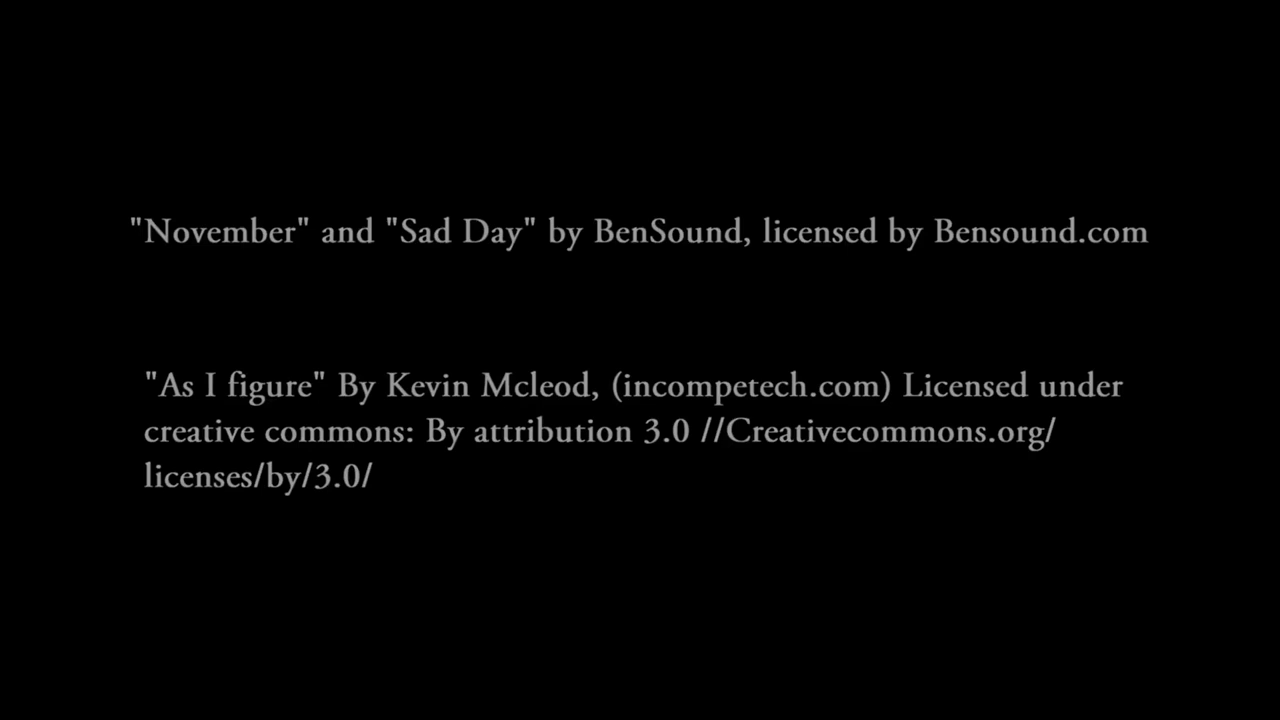 "November" and "Sad Day" by BenSound, licensed by Bensound.com
"As I figure" By Kevin Mcleod, (incompetech.com) Licensed under
creative commons: By attribution 3.0 //Creativecommons.org/
licenses/by/3.0/